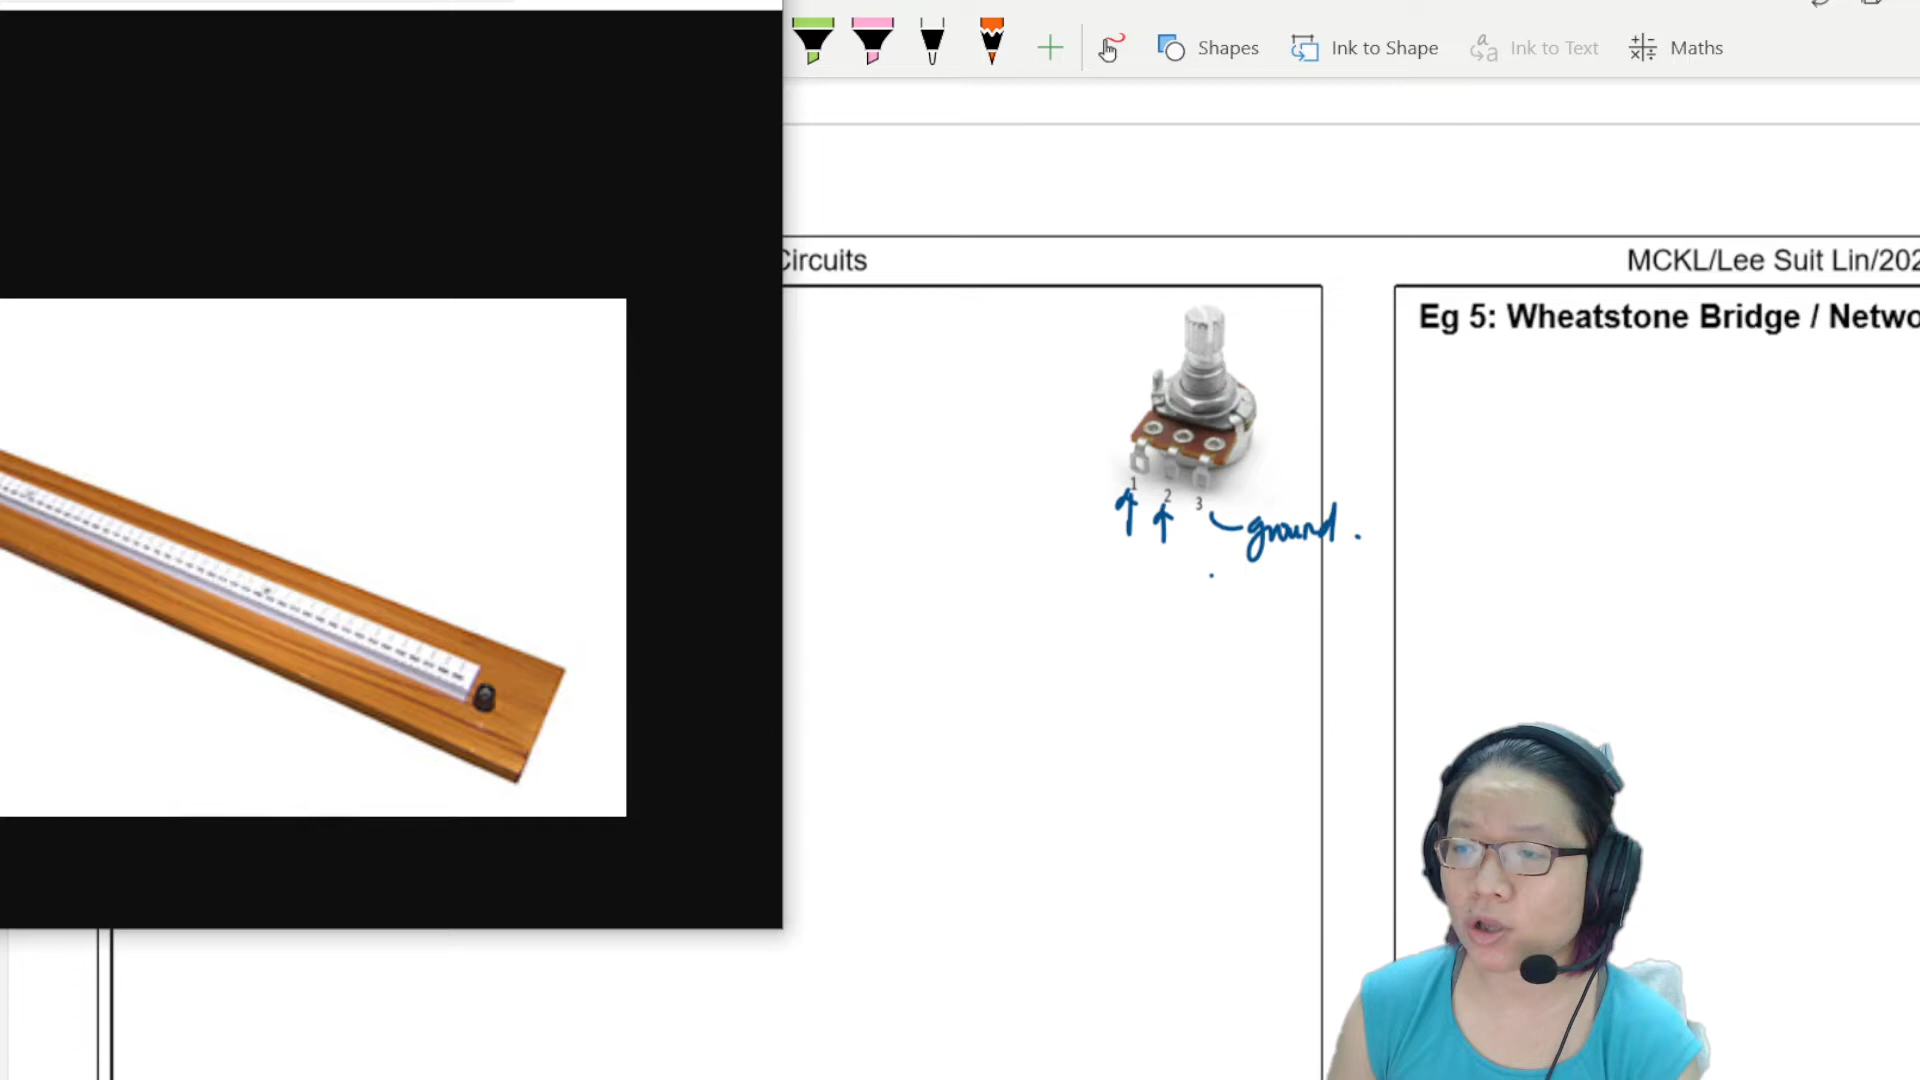 Shapes
Ink to Shape
Ink to Text
Maths
Circuits
MCKL/Lee Suit Lin/202
Eg 5: Wheatstone Bridge / Netwo
1
2
3
ground.